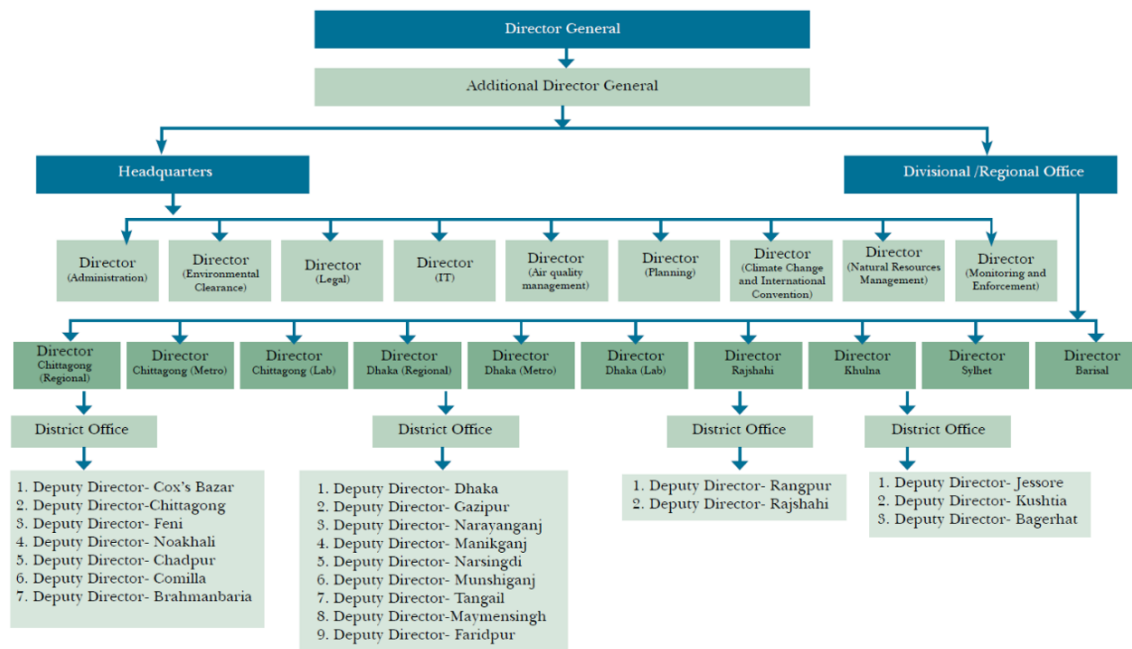 Director General
Additional Director General
Headquarters
Divisional /Regional Office
Director
(Administration)
Director
(Environmental
Clearance)
Director
(Legal)
Director
(IT)
Director
(Air quality
management)
Director
(Planning)
Director
(Climate Change
and International
Convention)
Director
(Natural Resources
Management)
Director
(Monitoring and
Enforcement)
Director
Chittagong
(Regional)
Director
Chittagong (Metro)
Director
Chittagong (Lab)
Director
Dhaka (Regional)
Director
Dhaka (Metro)
Director
Dhaka (Lab)
Director
Rajshahi
Director
Khulna
Director
Sylhet
Director
Barisal
District Office
District Office
District Office
District Office
1. Deputy Director- Cox's Bazar
2. Deputy Director-Chittagong
3. Deputy Director- Feni
4. Deputy Director- Noakhali
5. Deputy Director- Chadpur
6. Deputy Director- Comilla
7. Deputy Director- Brahmanbaria
1. Deputy Director- Dhaka
2. Deputy Director- Gazipur
3. Deputy Director- Narayanganj
4. Deputy Director- Manikganj
5. Deputy Director- Narsingdi
6. Deputy Director- Munshiganj
7. Deputy Director- Tangail
8. Deputy Director-Maymensingh
9. Deputy Director- Faridpur
1. Deputy Director- Rangpur
2. Deputy Director- Rajshahi
1. Deputy Director- Jessore
2. Deputy Director- Kushtia
3. Deputy Director- Bagerhat